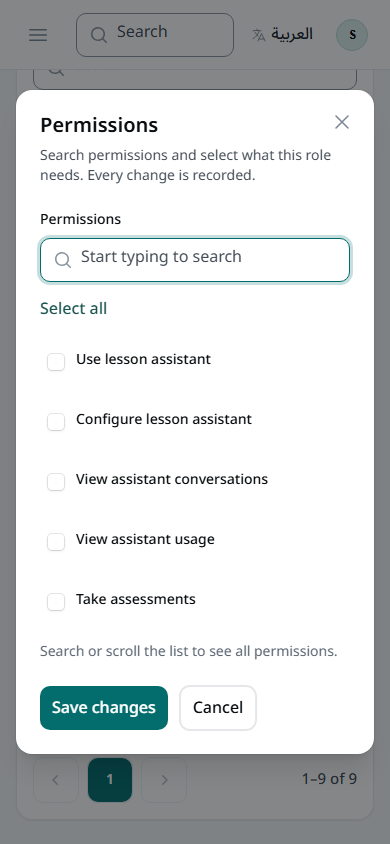 Search
العربية
S
Permissions
Search permissions and select what this role
needs. Every change is recorded.
Permissions
Start typing to search
Select all
Use lesson assistant
Configure lesson assistant
View assistant conversations
View assistant usage
Take assessments
Search or scroll the list to see all permissions.
Save changes
Cancel
1
1–9 of 9